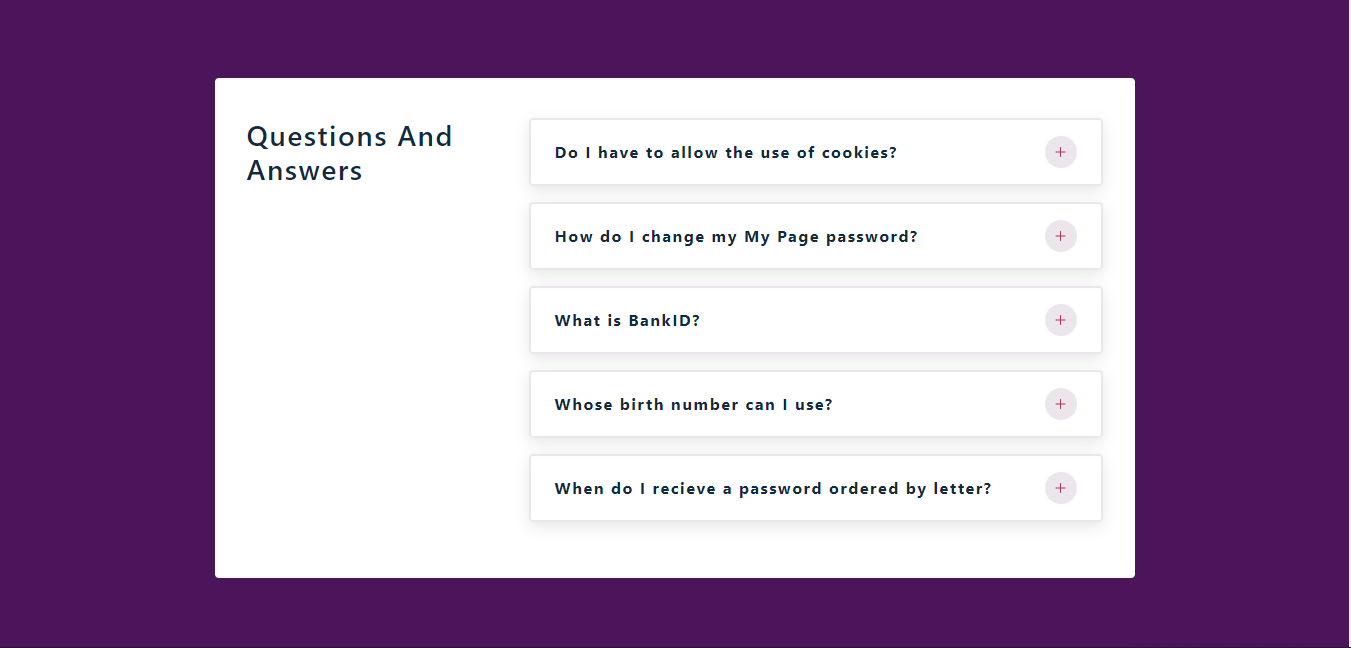 Questions And
Answers
Do I have to allow the use of cookies?
How do I change my My Page password?
What is BankID?
Whose birth number can I use?
When do I recieve a password ordered by letter?